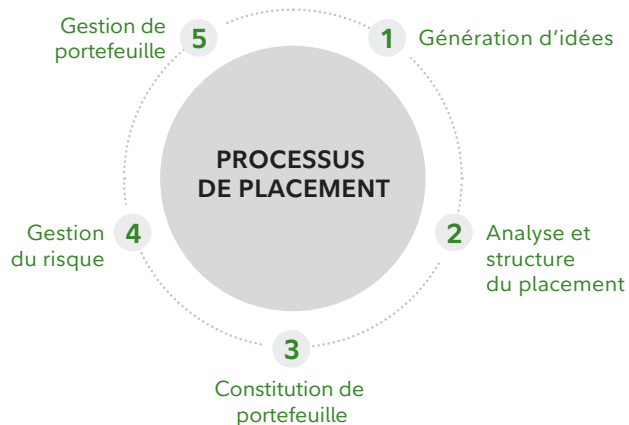 PROCESSUS
DE PLACEMENT
1
Génération d’idées
2
Analyse et
structure
du placement
3
Constitution de
portefeuille
4
Gestion
du risque
5
Gestion de
portefeuille